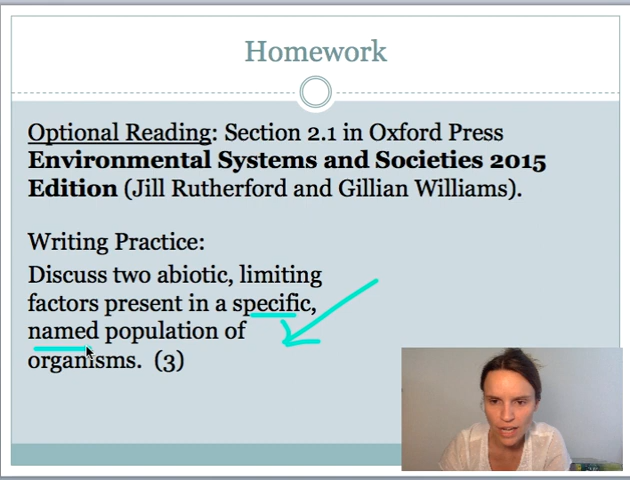 Homework
Optional Reading: Section 2.1 in Oxford Press
Environmental Systems and Societies 2015
Edition (Jill Rutherford and Gillian Williams).
Writing Practice:
Discuss two abiotic, limiting
factors present in a specific,
named population of
organisms. (3)